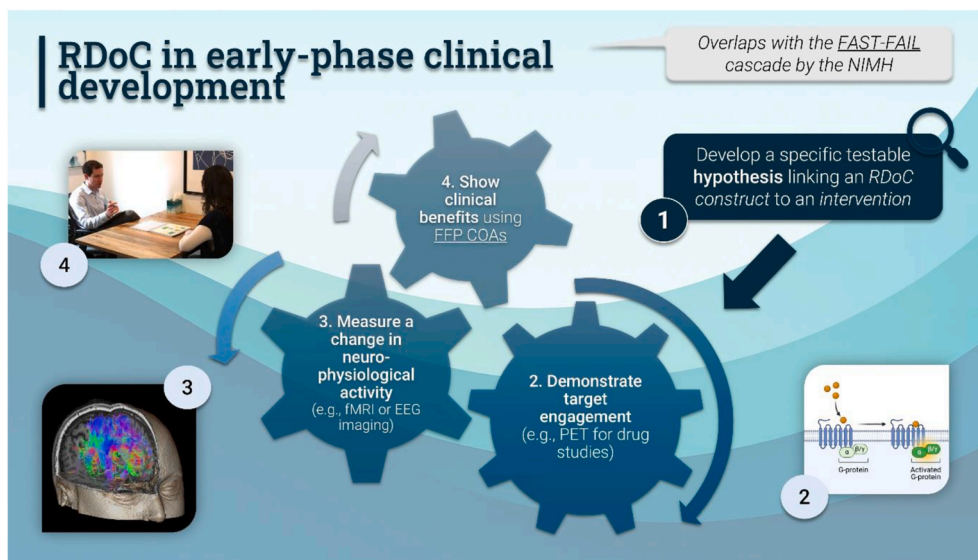 RDoC in early-phase clinical
development
Overlaps with the FAST-FAIL
cascade by the NIMH
Develop a specific testable
hypothesis linking an RDoC
construct to an intervention
1
2. Demonstrate
target
engagement
(e.g., PET for drug
studies)
α
β/γ
G-protein
α
β/γ
Activated
G-protein
2
3. Measure a
change in
neuro-
physiological
activity
(e.g., fMRI or EEG
imaging)
3
4. Show
clinical
benefits using
FFP COAs
4